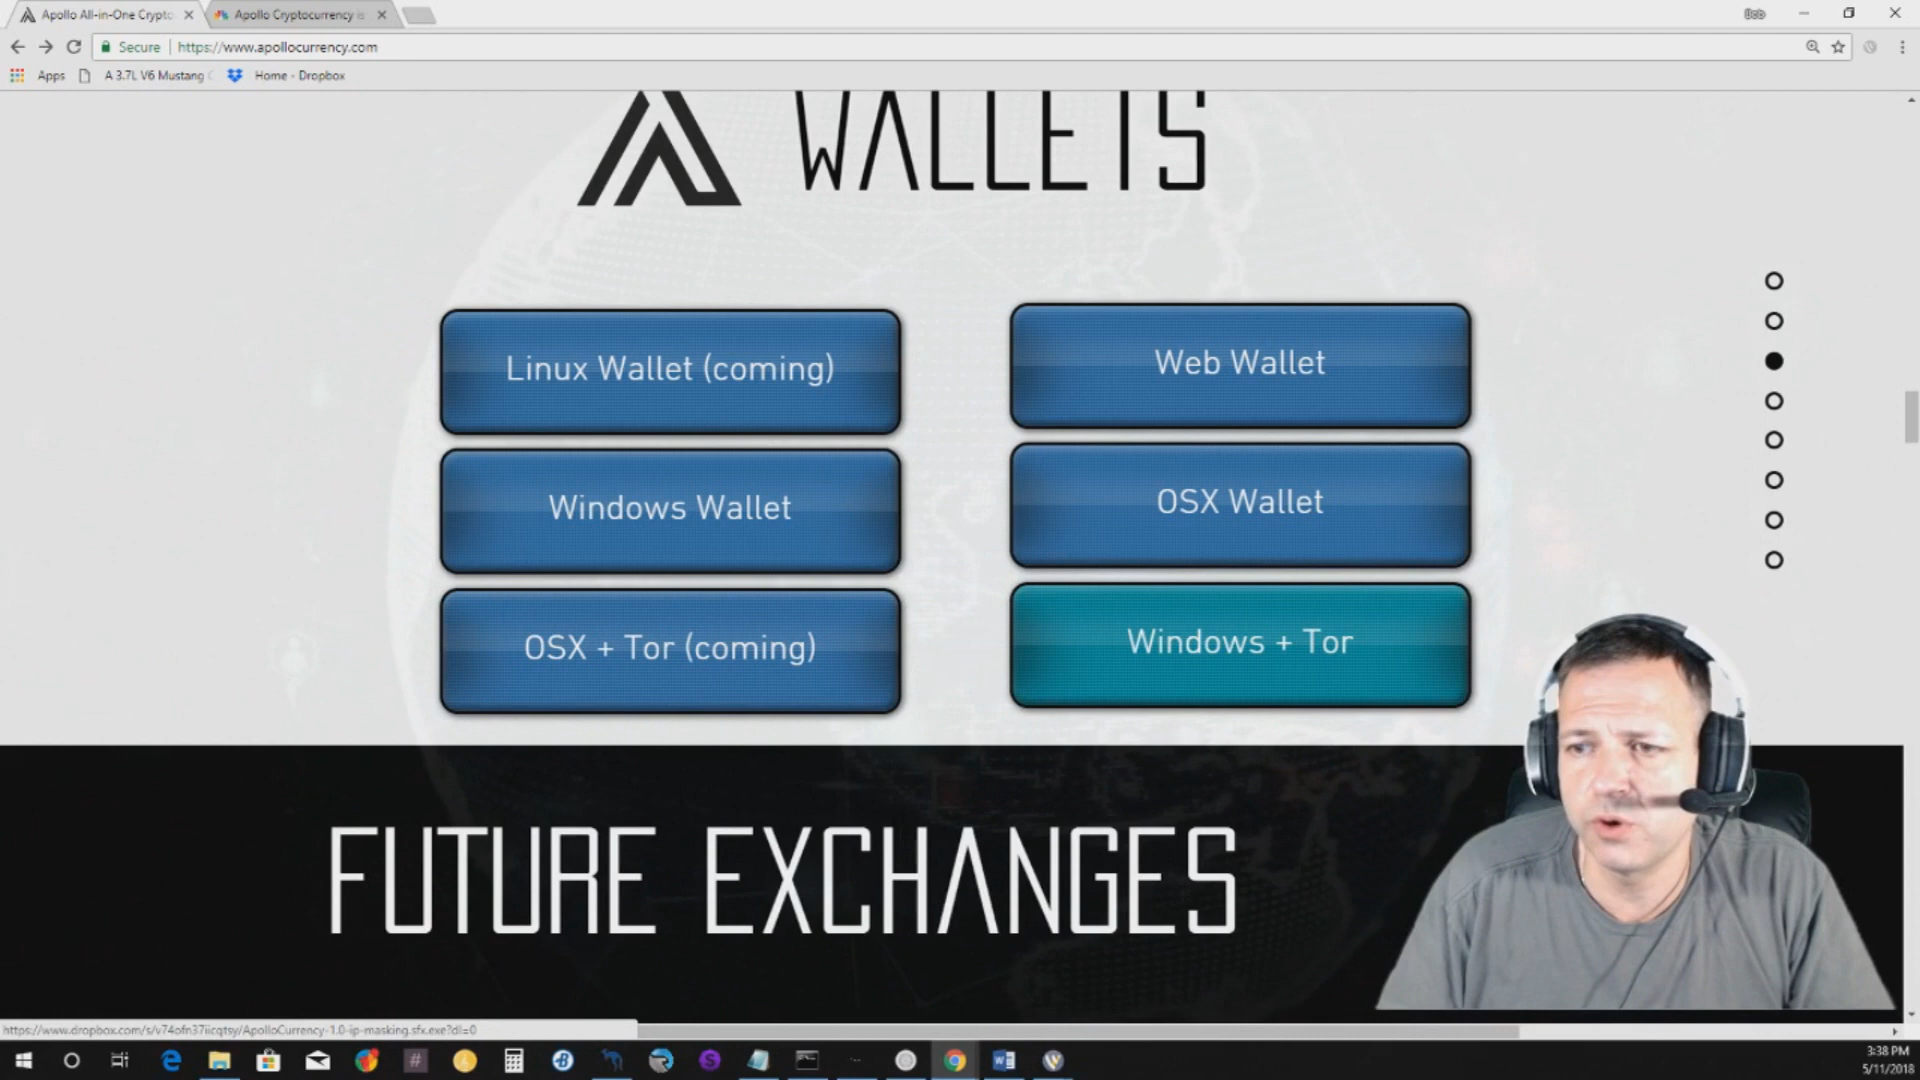 Apollo All-in-One Crypto
Apollo Cryptocurrency is
Bob
Secure
https://www.apollocurrency.com
Apps
A 3.7L V6 Mustang
Home - Dropbox
WALLETS
Linux Wallet (coming)
Web Wallet
Windows Wallet
OSX Wallet
OSX + Tor (coming)
Windows + Tor
FUTURE EXCHANGES
https://www.dropbox.com/s/v74ofn37iicqtsy/ApolloCurrency-1.0-ip-masking.sfx.exe?dl=0
3:38 PM
5/11/2018